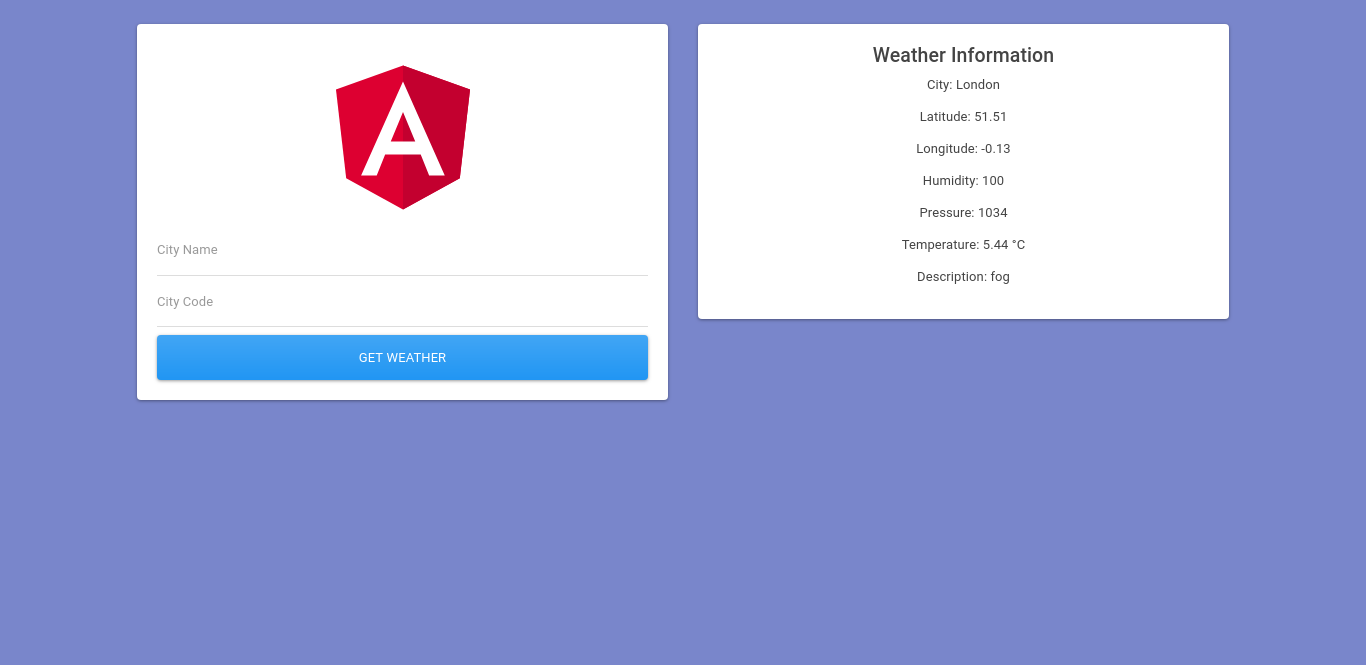 City Name
City Code
GET WEATHER
Weather Information
City: London
Latitude: 51.51
Longitude: -0.13
Humidity: 100
Pressure: 1034
Temperature: 5.44 °C
Description: fog